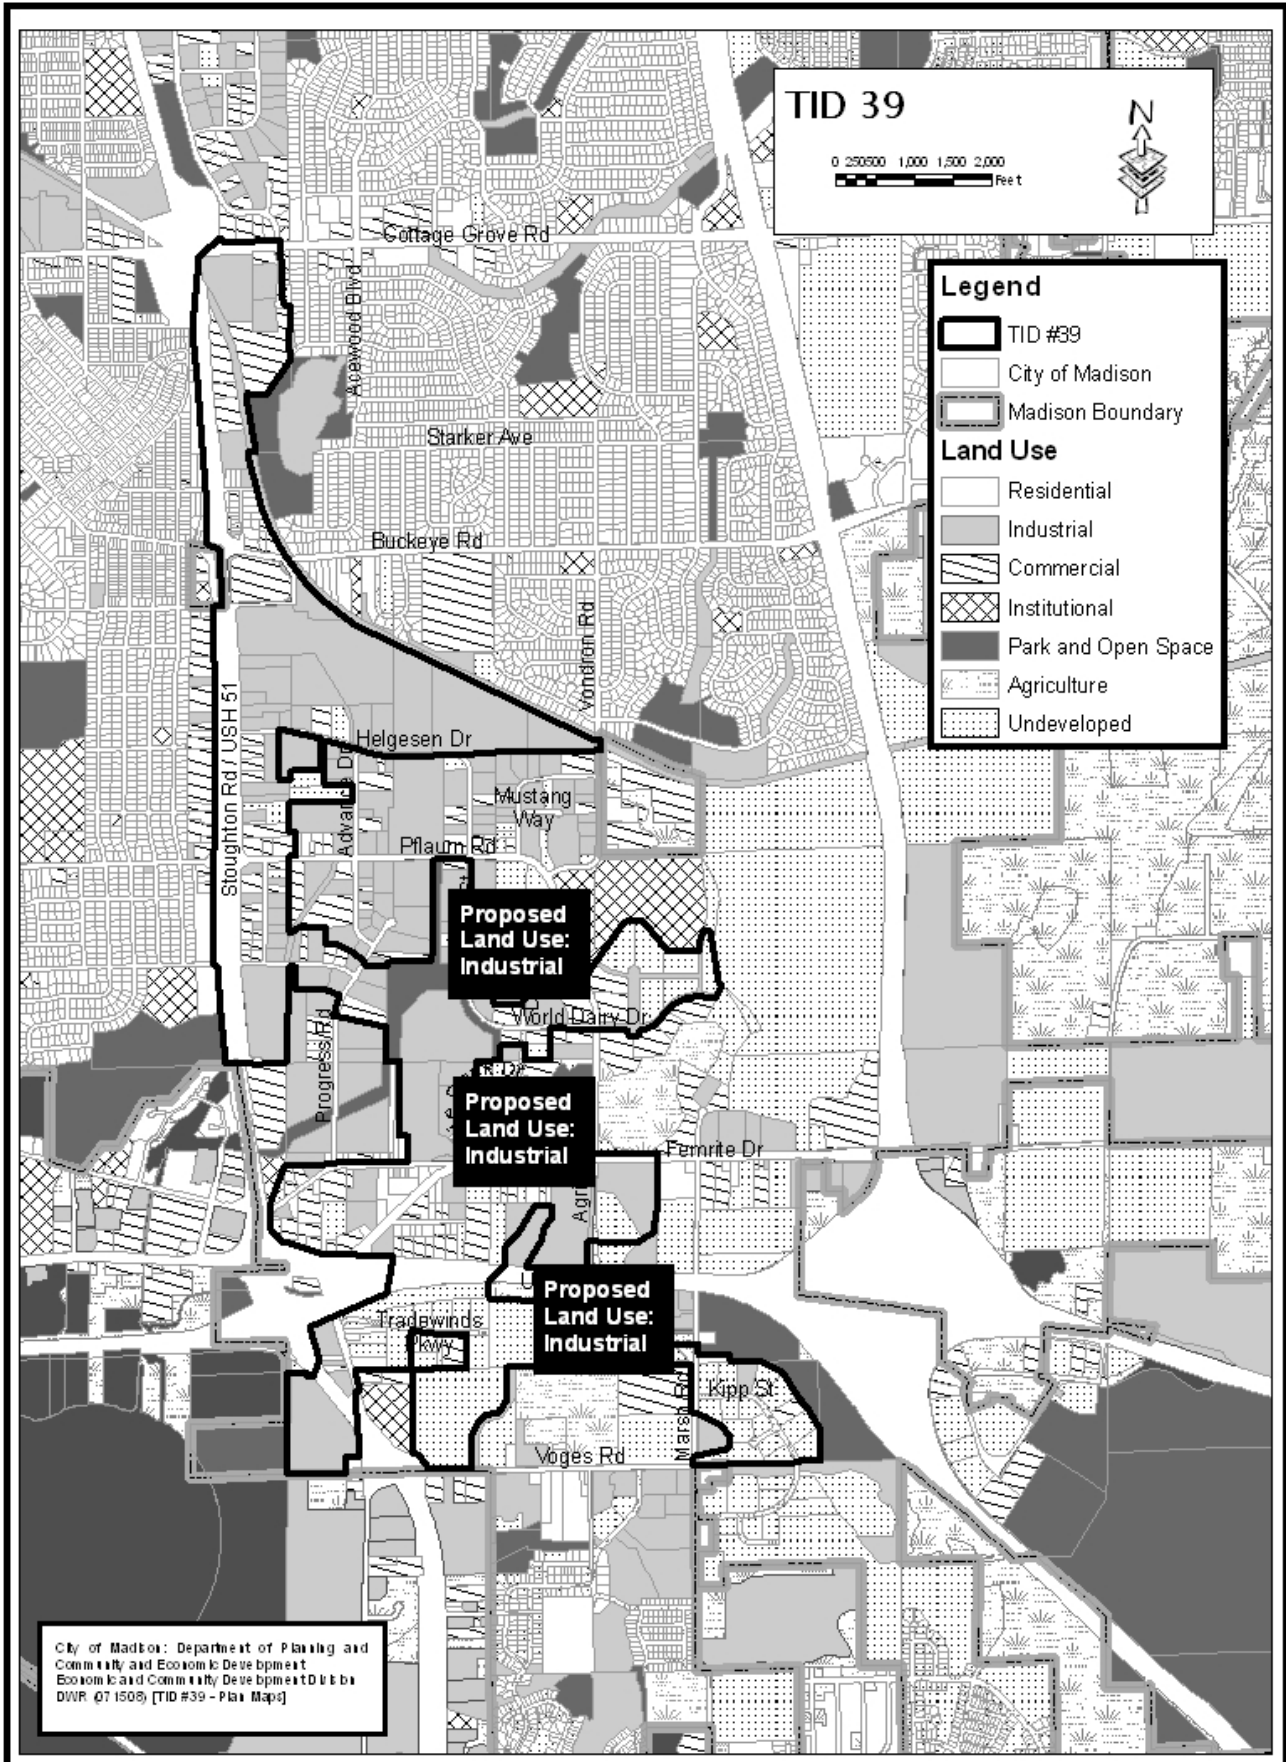 TID 39
N
0 250500 1,000 1,500 2,000
Feet
Legend
TID #39
City of Madison
Madison Boundary
Land Use
Residential
Industrial
Commercial
Institutional
Park and Open Space
Agriculture
Undeveloped
Cottage Grove Rd
Acewood Blvd
Starker Ave
Buckeye Rd
Vondron Rd
Stoughton Rd / USH 51
Helgesen Dr
Advance D
Mustang
Way
Pflaum Rd
Proposed
Land Use:
Industrial
World Dairy Dr
Progress Rd
Proposed
Land Use:
Industrial
Femrite Dr
Agri
Proposed
Land Use:
Industrial
Tradewinds
Pkwy
Kipp St
Marsh Rd
Voges Rd
City of Madison: Department of Planning and
Community and Economic Development
Economic and Community Development Division
DWR (071508) [TID #39 - Plan Maps]